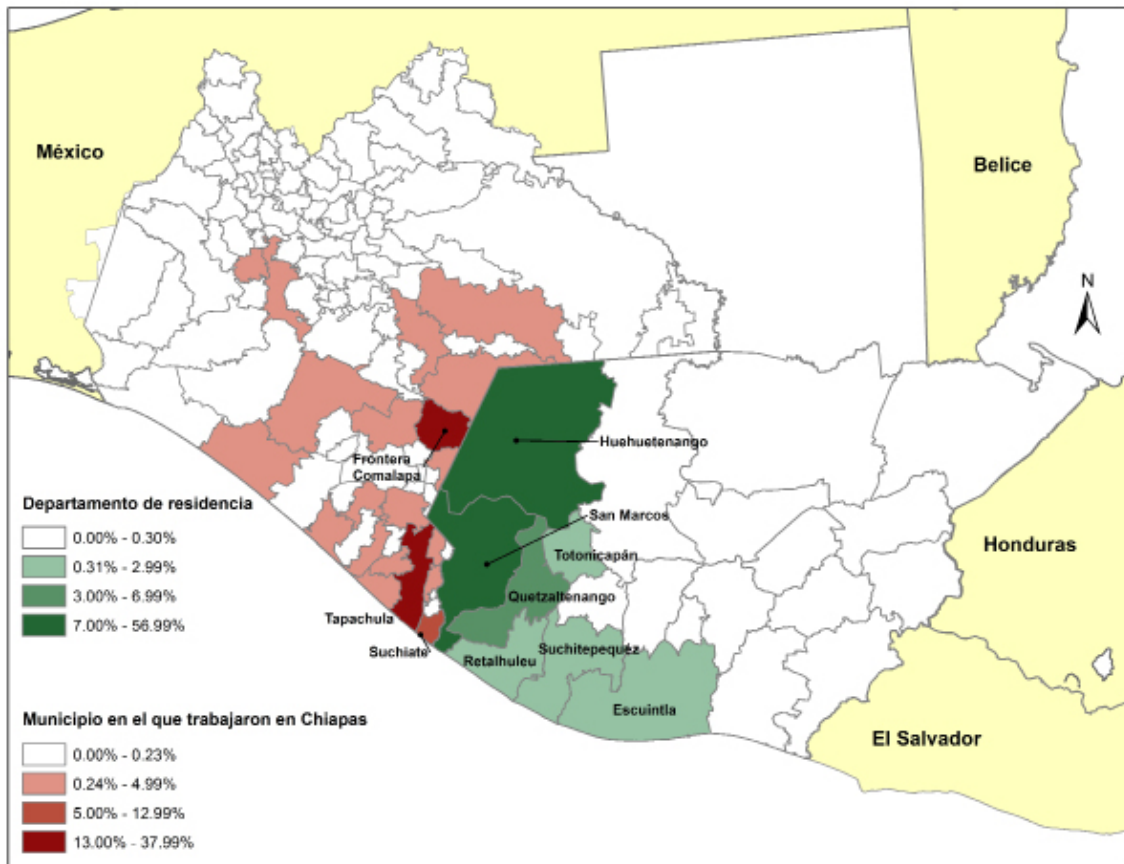 México
Belice
N
Huehuetenango
Frontera
Comalapa
San Marcos
Totonicapán
Honduras
Quetzaltenango
Tapachula
Suchiate
Retalhuleu
Suchitepequéz
Escuintla
El Salvador
Departamento de residencia
0.00% - 0.30%
0.31% - 2.99%
3.00% - 6.99%
7.00% - 56.99%
Municipio en el que trabajaron en Chiapas
0.00% - 0.23%
0.24% - 4.99%
5.00% - 12.99%
13.00% - 37.99%